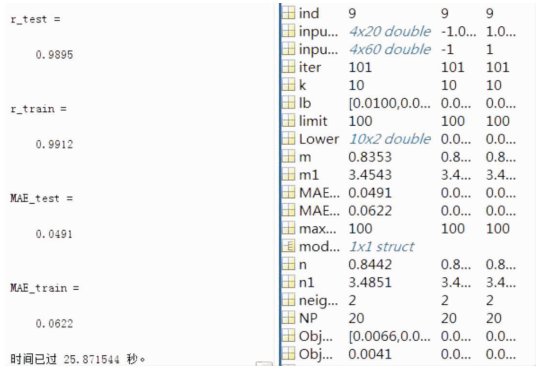 r_test =
0.9895
r_train =
0.9912
MAE_test =
0.0491
MAE_train =
0.0622
时间已过 25.871544 秒。
ind 9 9 9
inpu... 4x20 double -1.0... 1.0...
inpu... 4x60 double -1 1
iter 101 101 101
k 10 10 10
lb [0.0100,0.0... 0.0... 0.0...
limit 100 100 100
Lower 10x2 double 0.0... 0.0...
m 0.8353 0.8... 0.8...
m1 3.4543 3.4... 3.4...
MAE... 0.0491 0.0... 0.0...
MAE... 0.0622 0.0... 0.0...
max... 100 100 100
mod... 1x1 struct
n 0.8442 0.8... 0.8...
n1 3.4851 3.4... 3.4...
neig... 2 2 2
NP 20 20 20
Obj... [0.0066,0.0... 0.0... 0.0...
Obj... 0.0041 0.0... 0.0...